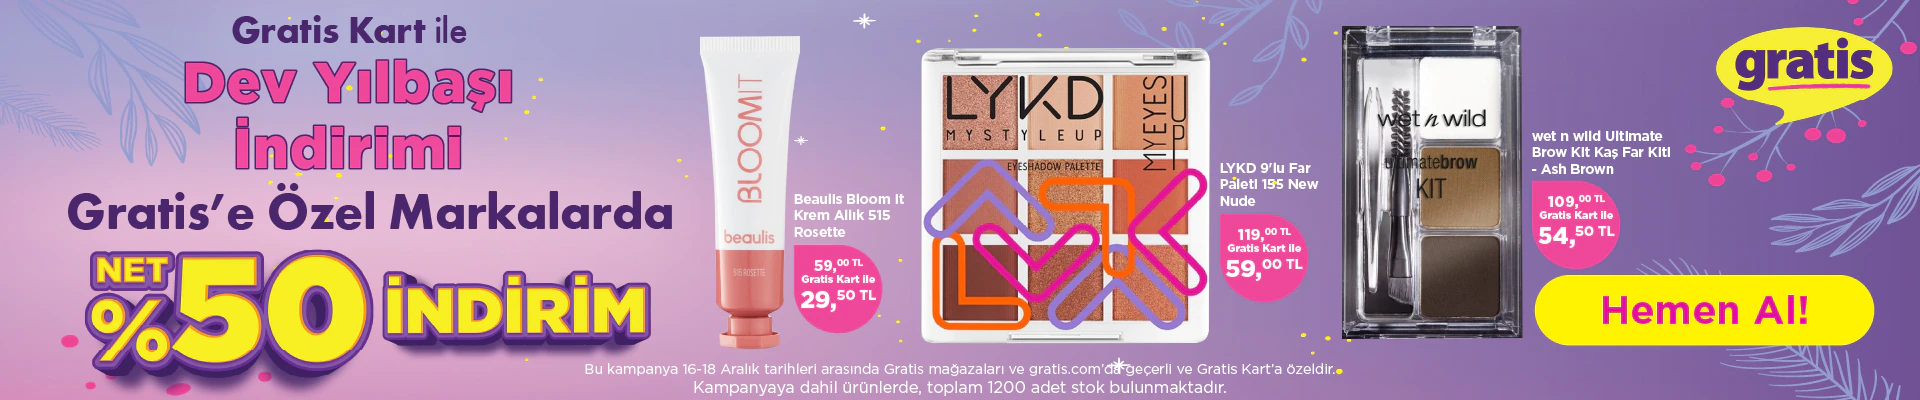 Gratis Kart ile
Dev Yılbaşı
İndirimi
Gratis'e Özel Markalarda
NET
%50 İNDİRİM
BLOOMIT
beaulis
515 ROSETTE
Beaulis Bloom It
Krem Allık 515
Rosette
59,00 TL
Gratis Kart ile
29,50 TL
LYKD
MYSTYLEUP
MYEYES
UP
EYESHADOW PALETTE
LYKD 9'lu Far
Paleti 155 New
Nude
119,00 TL
Gratis Kart ile
59,00 TL
wet n wild
ultimatebrow
KIT
wet n wild Ultimate
Brow Kit Kaş Far Kiti
- Ash Brown
109,00 TL
Gratis Kart ile
54,50 TL
gratis
Hemen Al!
Bu kampanya 16-18 Aralık tarihleri arasında Gratis mağazaları ve gratis.com'da geçerli ve Gratis Kart'a özeldir.
Kampanyaya dahil ürünlerde, toplam 1200 adet stok bulunmaktadır.